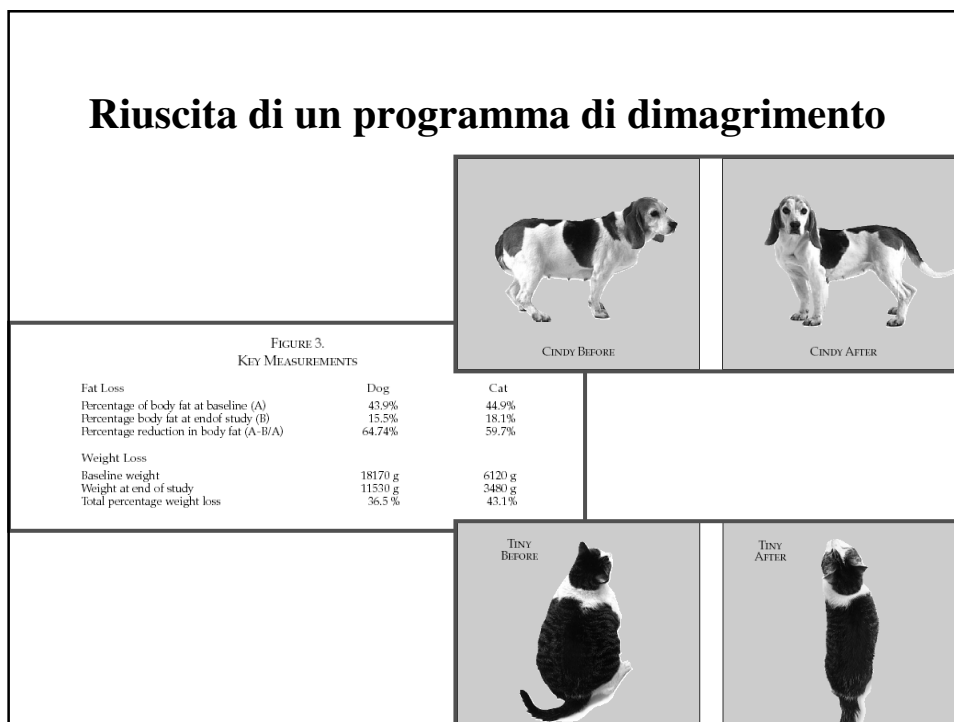 Riuscita di un programma di dimagrimento
CINDY BEFORE
CINDY AFTER
FIGURE 3.
KEY MEASUREMENTS
Fat Loss Dog Cat
Percentage of body fat at baseline (A) 43.9% 44.9%
Percentage body fat at endof study (B) 15.5% 18.1%
Percentage reduction in body fat (A-B/A) 64.74% 59.7%
Weight Loss
Baseline weight 18170 g 6120 g
Weight at end of study 11530 g 3480 g
Total percentage weight loss 36.5 % 43.1%
TINY
BEFORE
TINY
AFTER